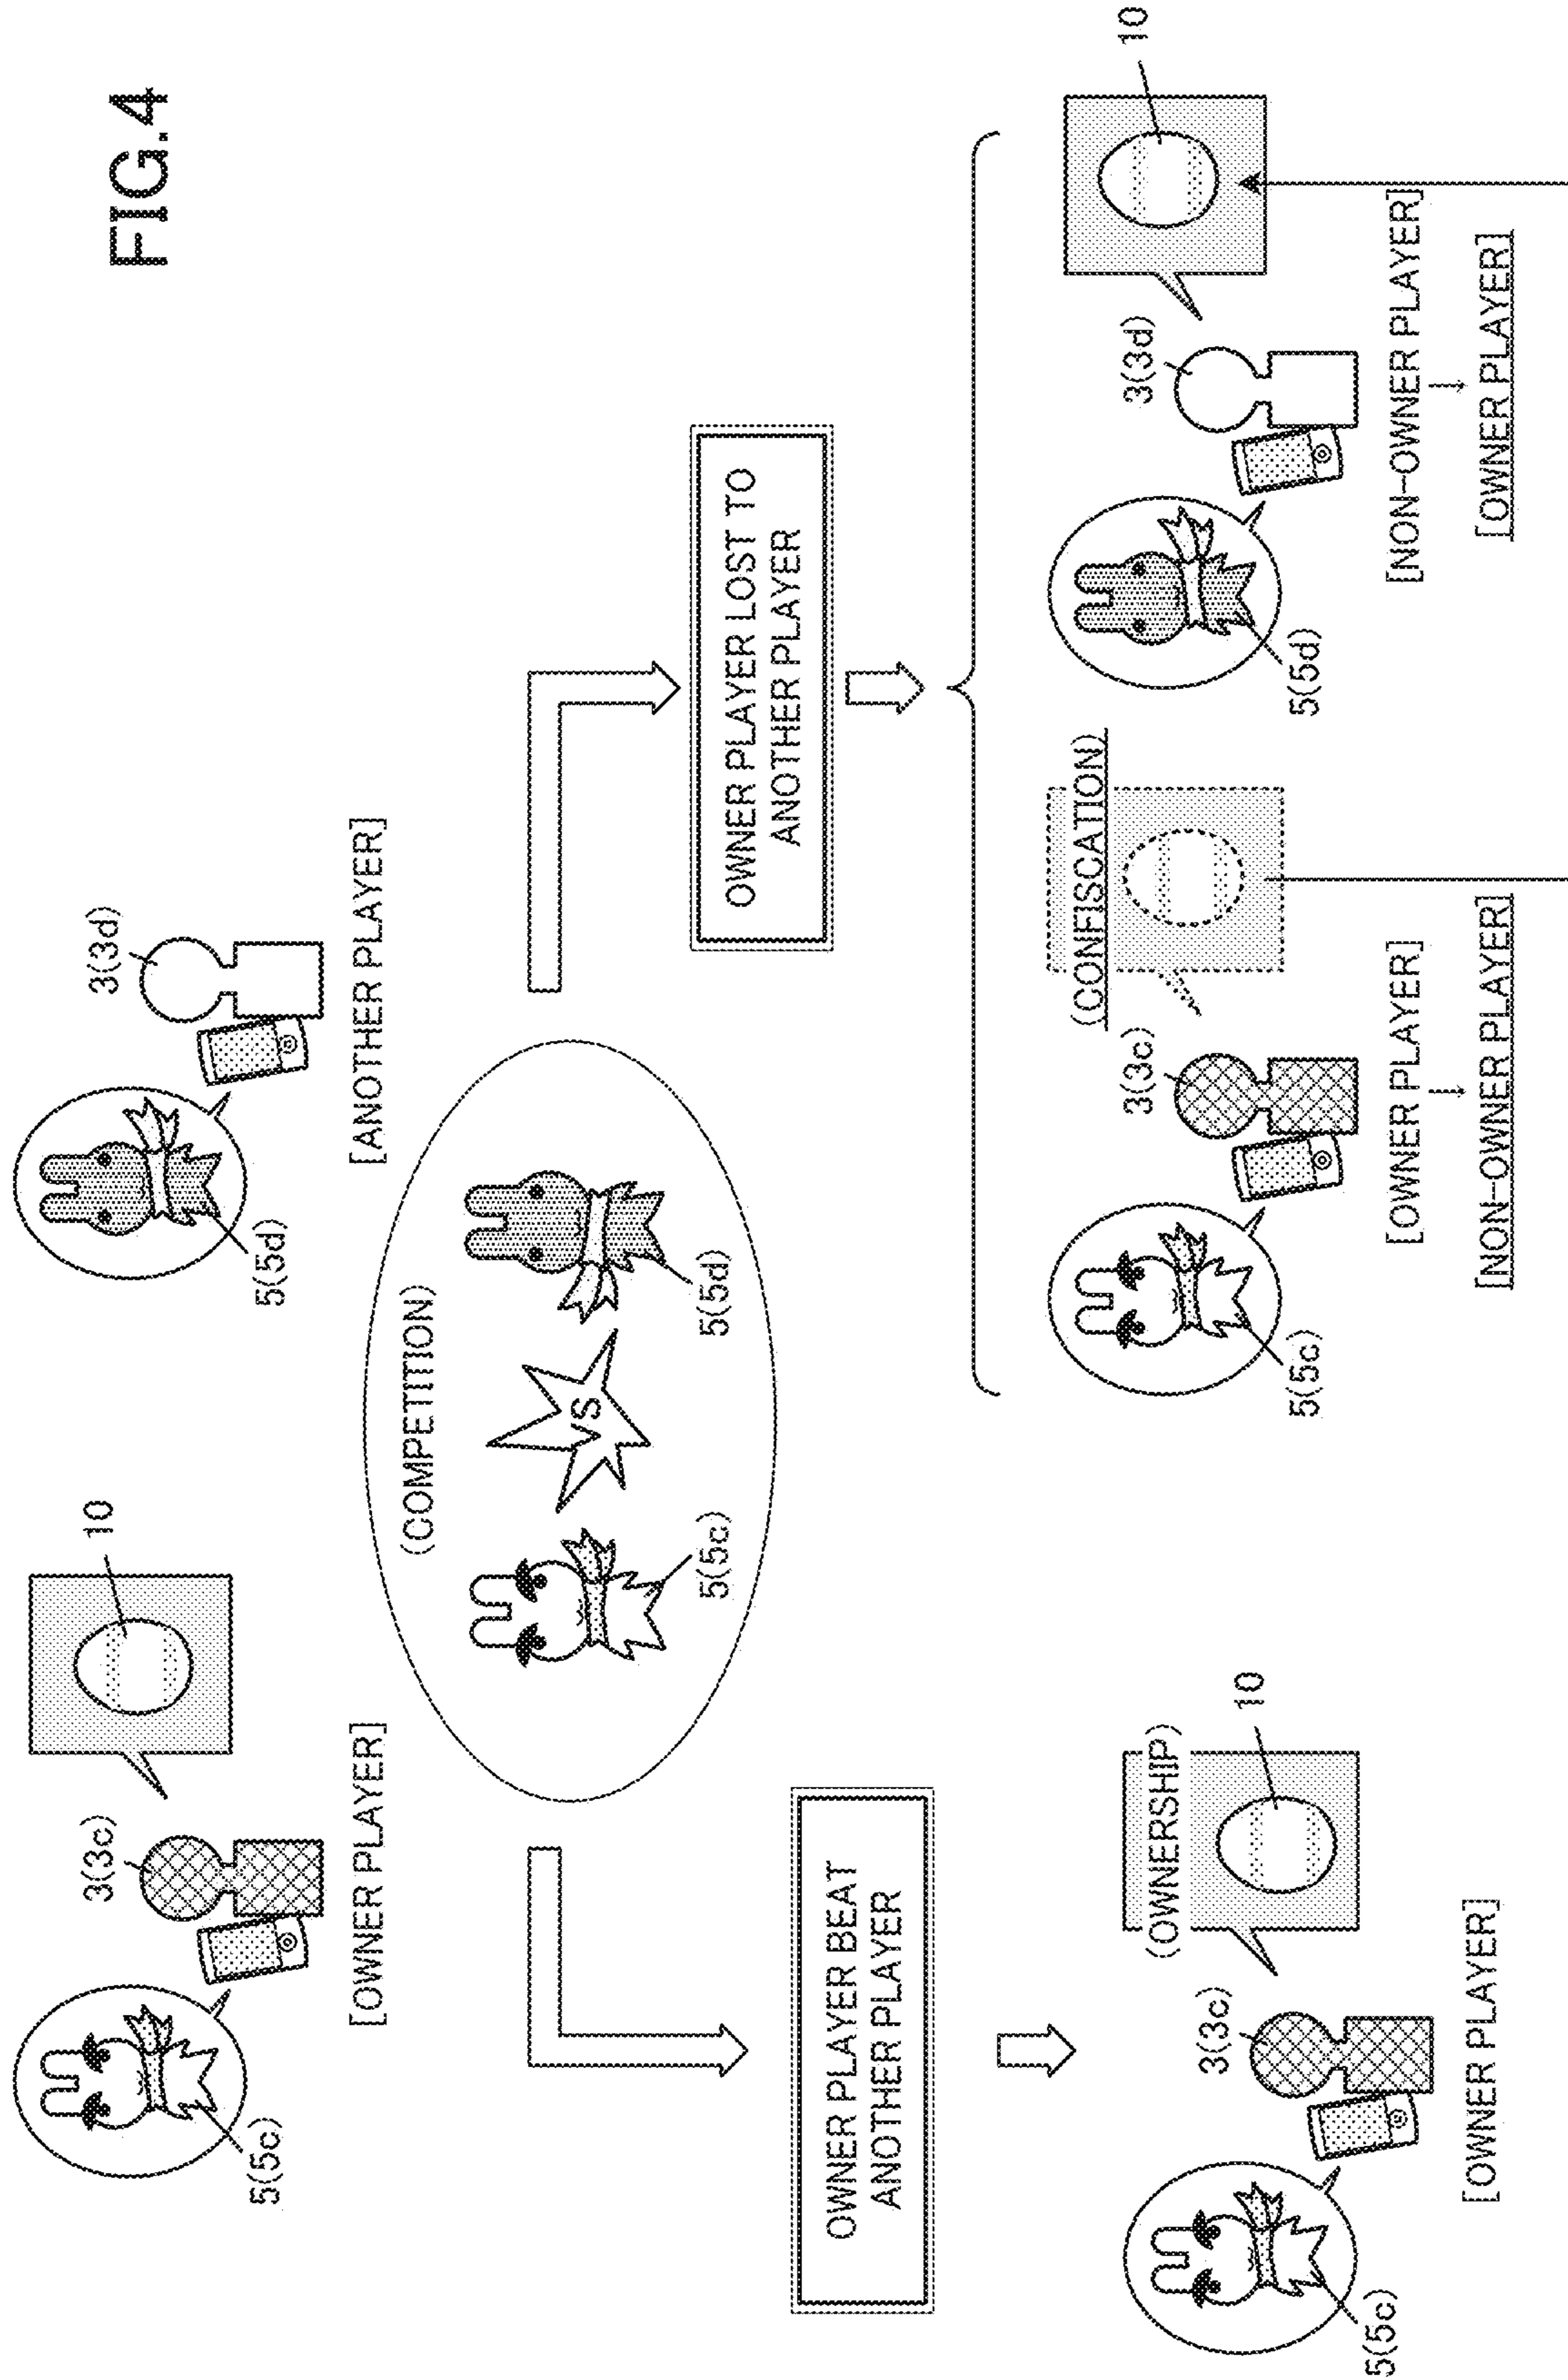 FIG.4
10
3(3c)
5(5c)
[OWNER PLAYER]
3(3d)
5(5d)
[ANOTHER PLAYER]
(COMPETITION)
VS
5(5c)
5(5d)
OWNER PLAYER BEAT
ANOTHER PLAYER
OWNER PLAYER LOST TO
ANOTHER PLAYER
(OWNERSHIP)
10
3(3c)
5(5c)
[OWNER PLAYER]
(CONFISCATION)
3(3c)
5(5c)
[OWNER PLAYER]
[NON-OWNER PLAYER]
10
3(3d)
5(5d)
[NON-OWNER PLAYER]
[OWNER PLAYER]